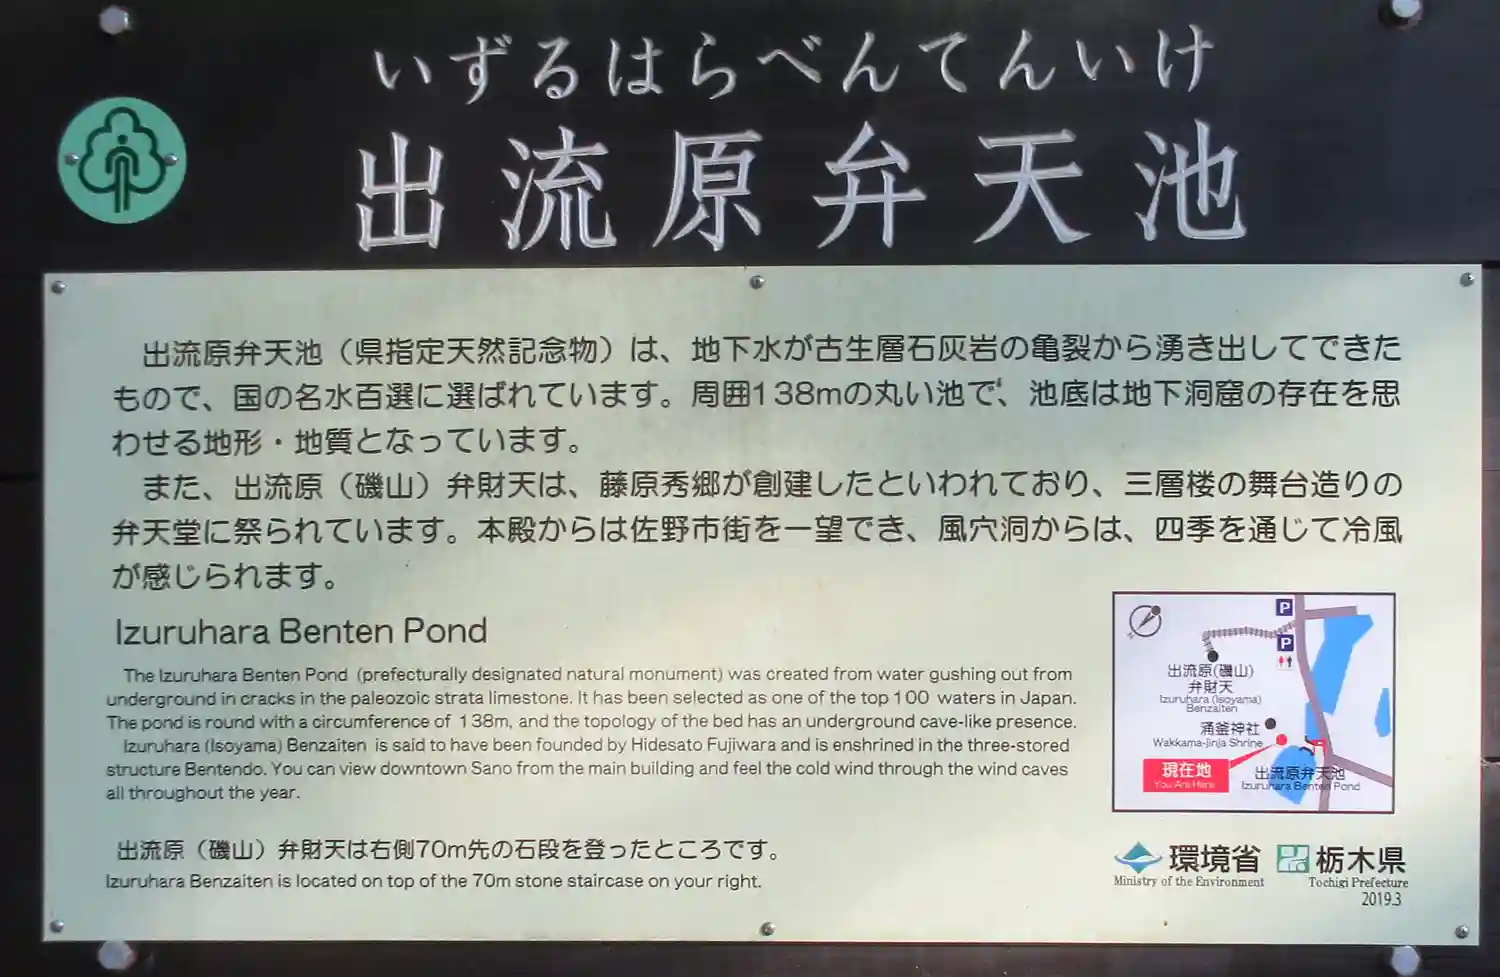 いずるはらべんてんいけ
出流原弁天池
出流原弁天池（県指定天然記念物）は、地下水が古生層石灰岩の亀裂から湧き出してできた
もので、国の名水百選に選ばれています。周囲138mの丸い池で、池底は地下洞窟の存在を思
わせる地形・地質となっています。
また、出流原（磯山）弁財天は、藤原秀郷が創建したといわれており、三層楼の舞台造りの
弁天堂に祭られています。本殿からは佐野市街を一望でき、風穴洞からは、四季を通じて冷風
が感じられます。
Izuruhara Benten Pond
The Izuruhara Benten Pond (prefecturally designated natural monument) was created from water gushing out from
underground in cracks in the paleozoic strata limestone. It has been selected as one of the top 100 waters in Japan.
The pond is round with a circumference of 138m, and the topology of the bed has an underground cave-like presence.
Izuruhara (Isoyama) Benzaiten is said to have been founded by Hidesato Fujiwara and is enshrined in the three-stored
structure Bentendo. You can view downtown Sano from the main building and feel the cold wind through the wind caves
all throughout the year.
出流原（磯山）弁財天は右側70m先の石段を登ったところです。
Izuruhara Benzaiten is located on top of the 70m stone staircase on your right.
P
P
出流原(磯山)
弁財天
Izuruhara (Isoyama)
Benzaiten
涌釜神社
Wakkama-jinja Shrine
現在地
You Are Here
出流原弁天池
Izuruhara Benten Pond
環境省
Ministry of the Environment
栃木県
Tochigi Prefecture
2019.3